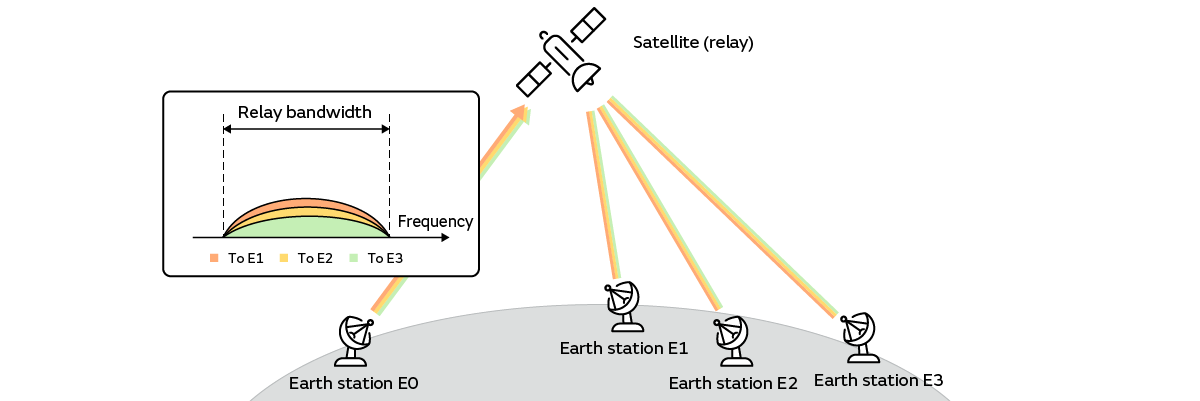 Satellite (relay)
Relay bandwidth
Frequency
To E1 To E2 To E3
Earth station E1
Earth station E0
Earth station E2
Earth station E3